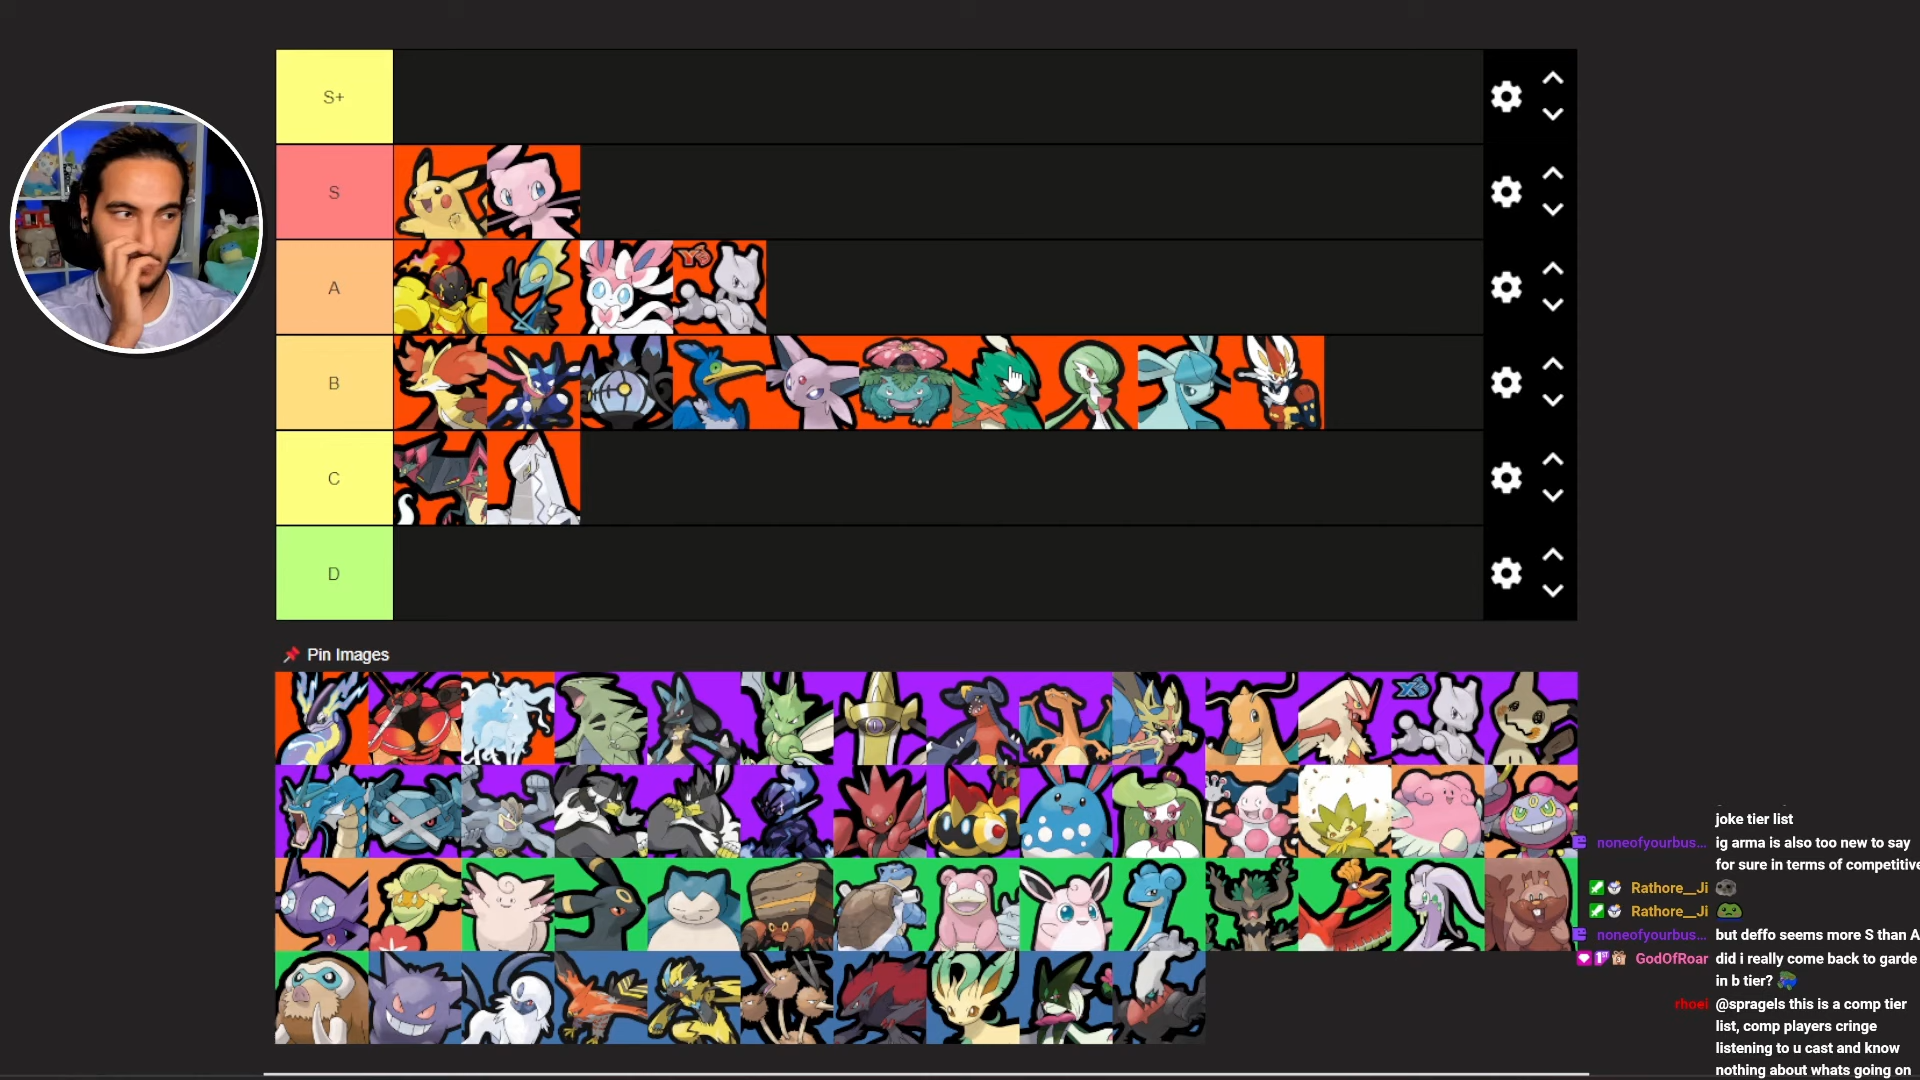 S+
S
A
B
C
D
Pin Images
joke tier list
noneofyourbus... ig arma is also too new to say
for sure in terms of competitive
Rathore__Ji
Rathore__Ji
noneofyourbus... but deffo seems more S than A
GodOfRoar did i really come back to garde
in b tier?
rhoei @spragels this is a comp tier
list, comp players cringe
listening to u cast and know
nothing about whats going on